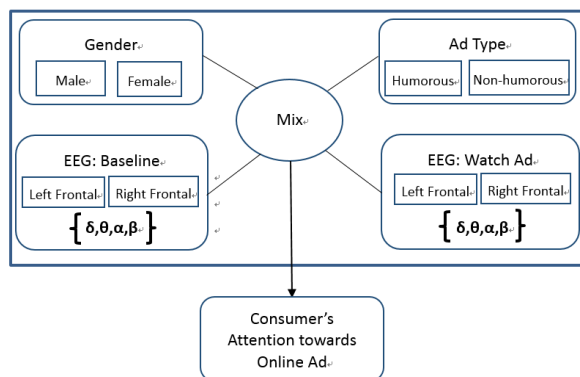 Gender
Male
Female
Ad Type
Humorous
Non-humorous
Mix
EEG: Baseline
Left Frontal
Right Frontal
{δ,θ,α,β}
EEG: Watch Ad
Left Frontal
Right Frontal
{δ,θ,α,β}
Consumer's
Attention towards
Online Ad